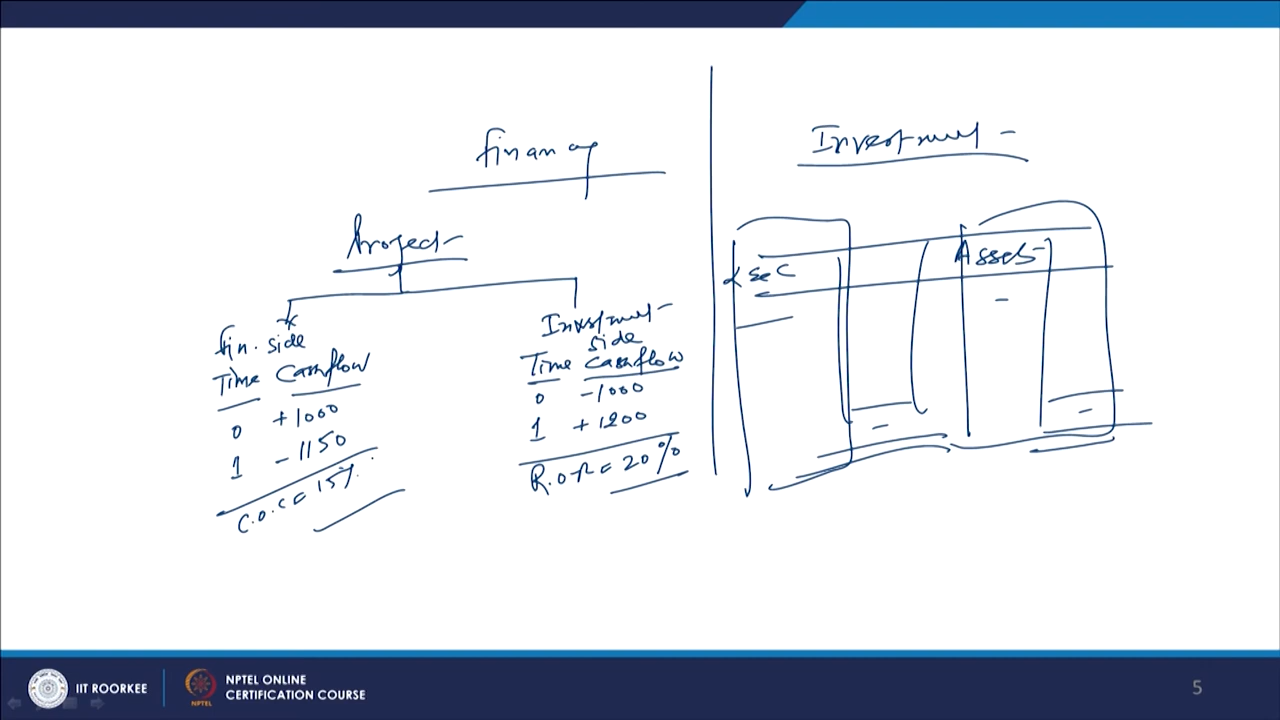 Financing
Project
Fin. side
Time Cashflow
0 +1000
1 -1150
C.O.C = 15%
Investment
side
Time Cashflow
0 -1000
1 +1200
R.O.R = 20%
Investment -
Assets
IIT ROORKEE
NPTEL ONLINE
CERTIFICATION COURSE
NPTEL
5